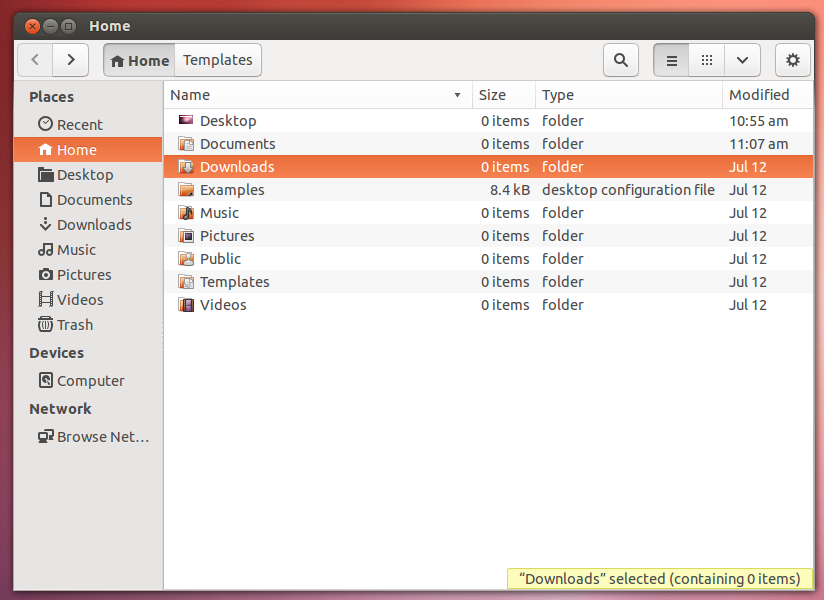 Home
Home Templates
Places
Recent
Home
Desktop
Documents
Downloads
Music
Pictures
Videos
Trash
Devices
Computer
Network
Browse Net…
Name Size Type Modified
Desktop 0 items folder 10:55 am
Documents 0 items folder 11:07 am
Downloads 0 items folder Jul 12
Examples 8.4 kB desktop configuration file Jul 12
Music 0 items folder Jul 12
Pictures 0 items folder Jul 12
Public 0 items folder Jul 12
Templates 0 items folder Jul 12
Videos 0 items folder Jul 12
“Downloads” selected (containing 0 items)